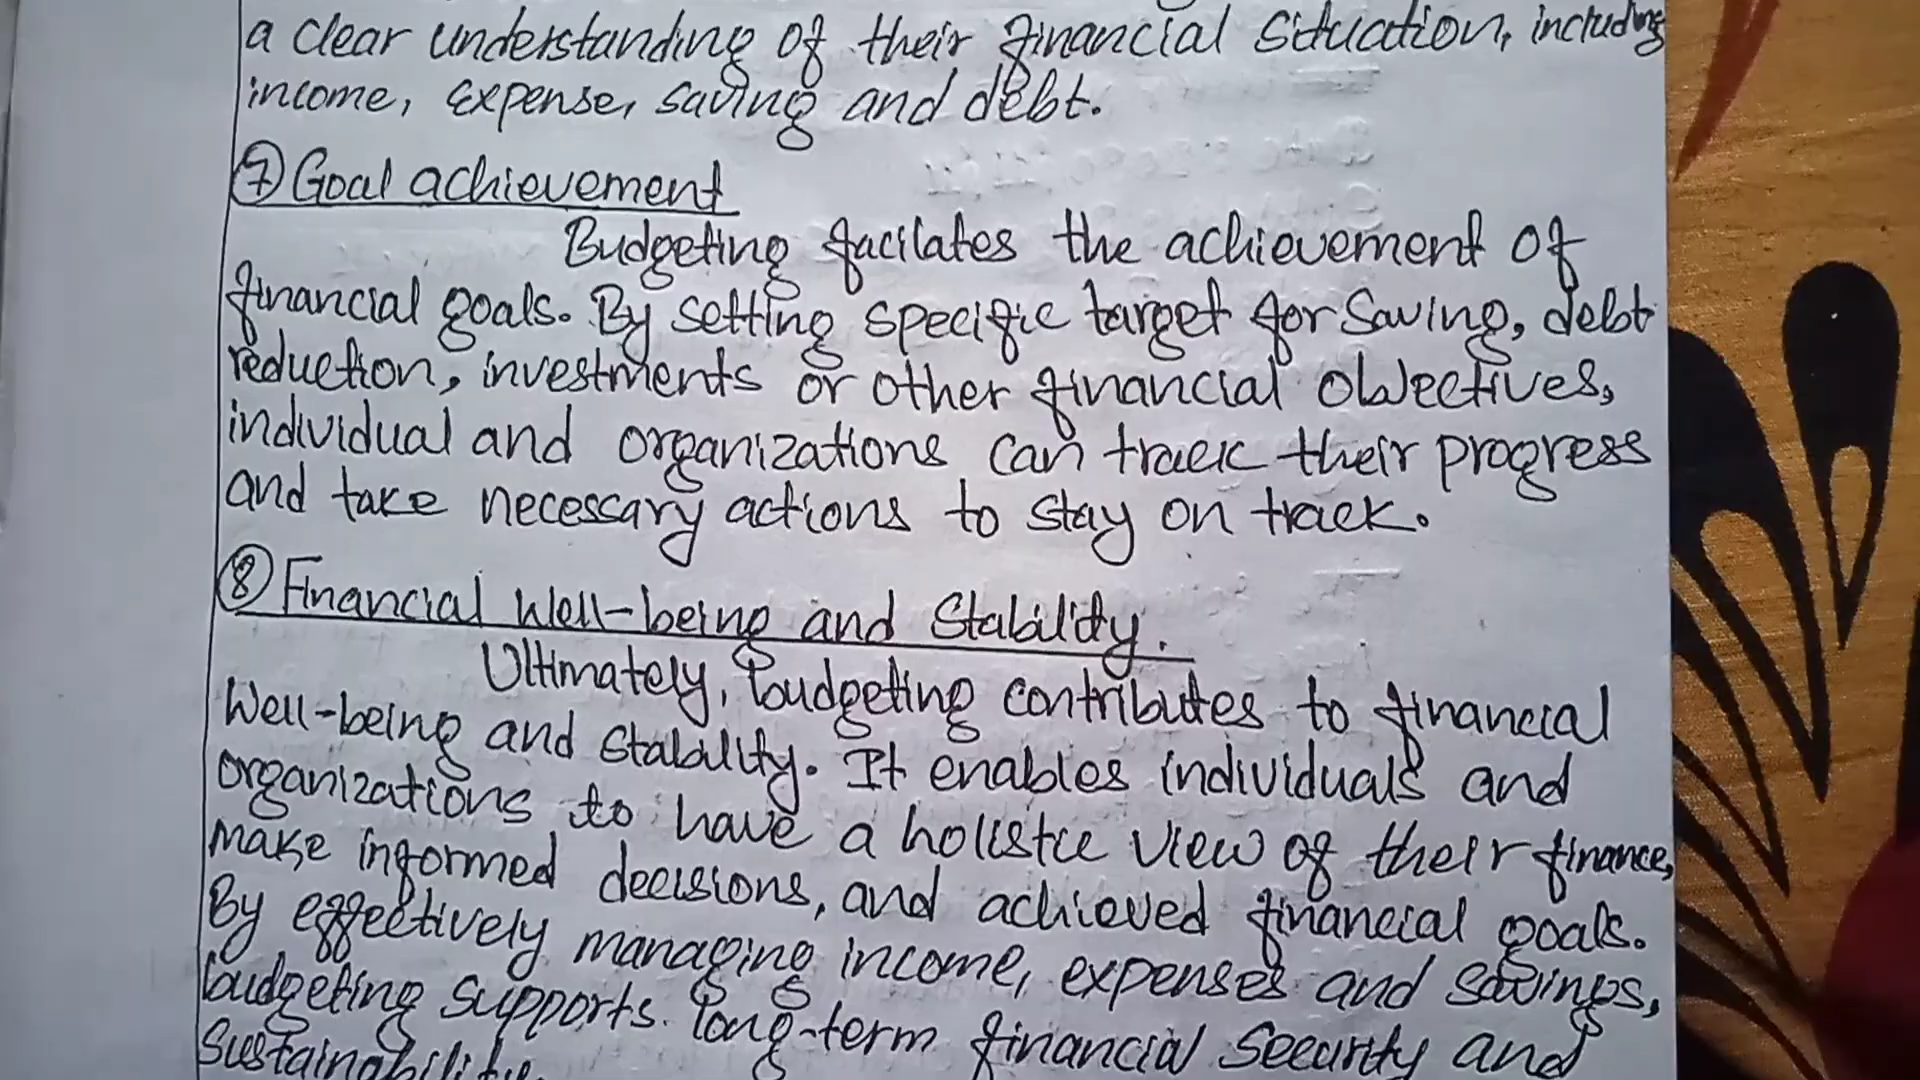 a clear understanding of their financial situation, including
income, expense, saving and debt.
⑦ Goal achievement
Budgeting facilates the achievement of
financial goals. By setting specific target for saving, debt
reduction, investments or other financial objectives,
individual and organizations can track their progress
and take necessary actions to stay on track.
⑧ Financial Well-being and Stability.
Ultimately, budgeting contributes to financial
Well-being and stability. It enables individuals and
organizations to have a holistic view of their finance,
make informed decisions, and achieved financial goals.
By effectively managing income, expenses and savings,
budgeting supports. long-term financial security and
Sustainability.